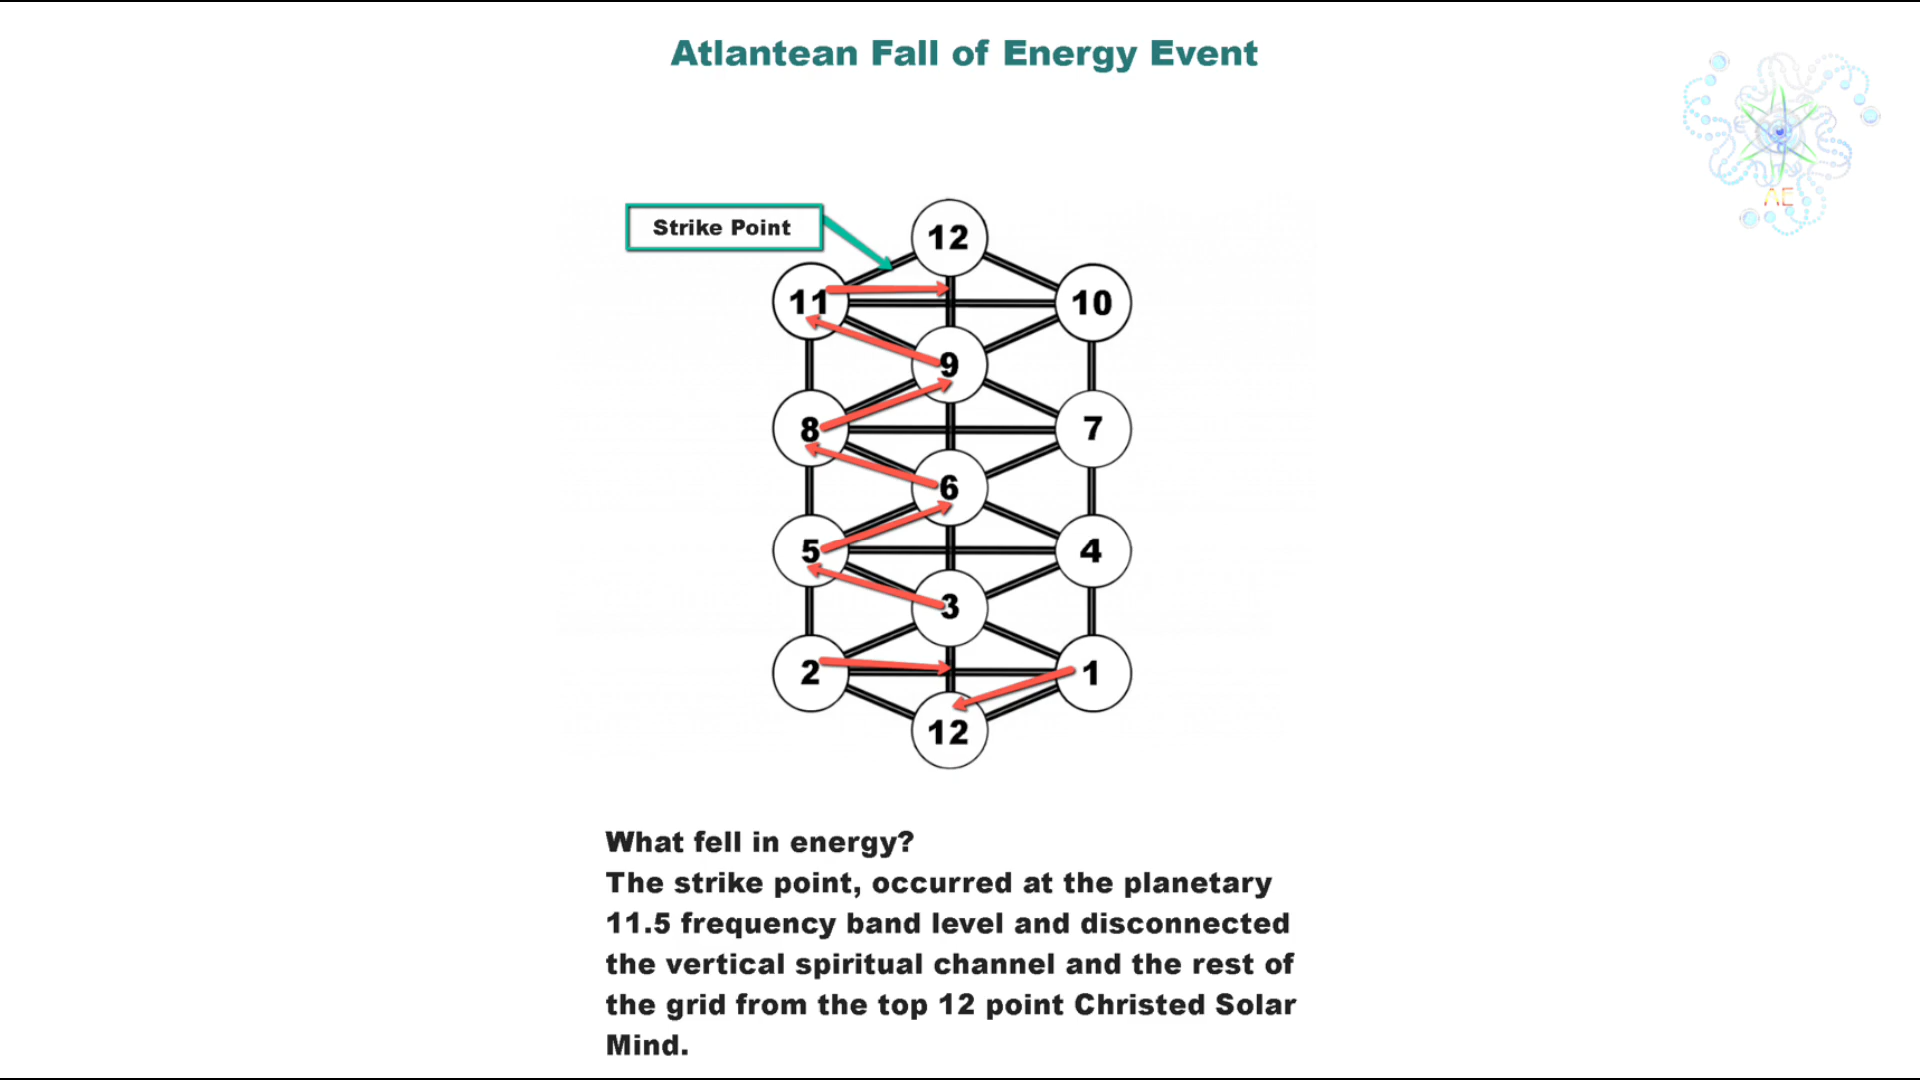 Atlantean Fall of Energy Event
AE
Strike Point
12
11
10
9
8
7
6
5
4
3
2
1
12
What fell in energy?
The strike point, occurred at the planetary
11.5 frequency band level and disconnected
the vertical spiritual channel and the rest of
the grid from the top 12 point Christed Solar
Mind.